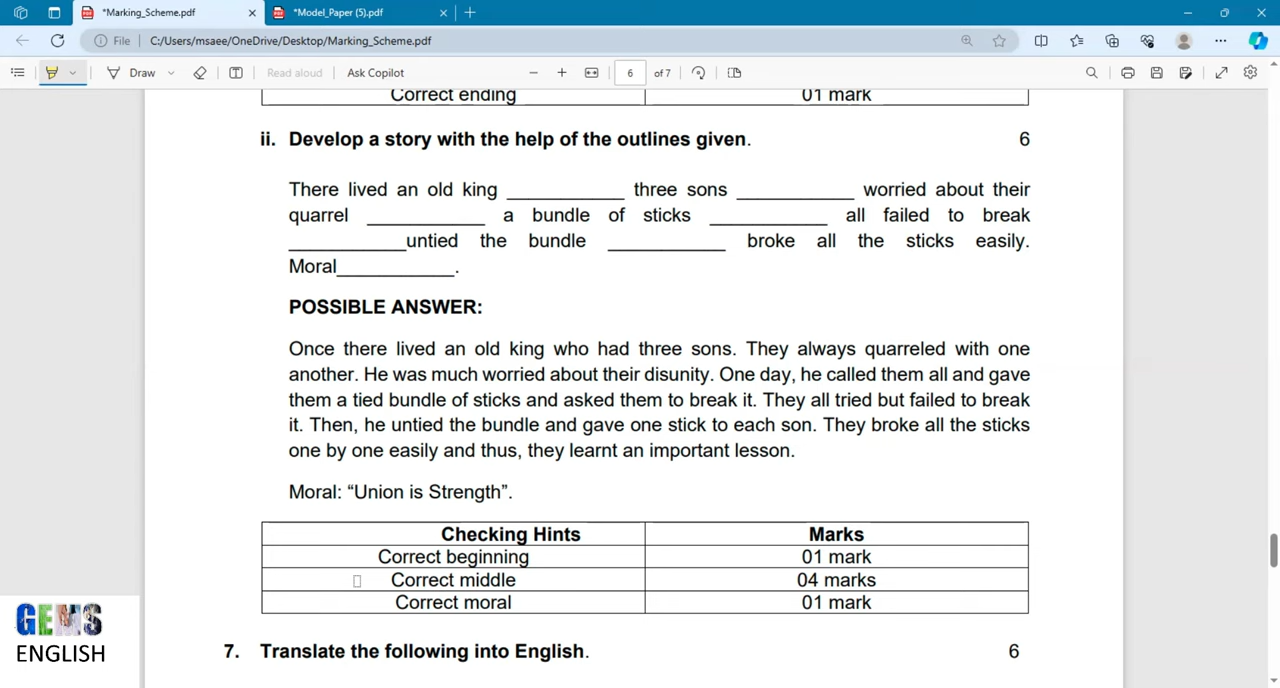 *Marking_Scheme.pdf
*Model_Paper (5).pdf
File C:/Users/msaee/OneDrive/Desktop/Marking_Scheme.pdf
Draw Read aloud Ask Copilot 6 of 7
Correct ending 01 mark
ii. Develop a story with the help of the outlines given. 6
There lived an old king ___________ three sons ___________ worried about their
quarrel ___________ a bundle of sticks ___________ all failed to break
___________untied the bundle ___________ broke all the sticks easily.
Moral___________.
POSSIBLE ANSWER:
Once there lived an old king who had three sons. They always quarreled with one
another. He was much worried about their disunity. One day, he called them all and gave
them a tied bundle of sticks and asked them to break it. They all tried but failed to break
it. Then, he untied the bundle and gave one stick to each son. They broke all the sticks
one by one easily and thus, they learnt an important lesson.
Moral: “Union is Strength”.
Checking Hints Marks
Correct beginning 01 mark
Correct middle 04 marks
Correct moral 01 mark
7. Translate the following into English. 6
GEMS
ENGLISH